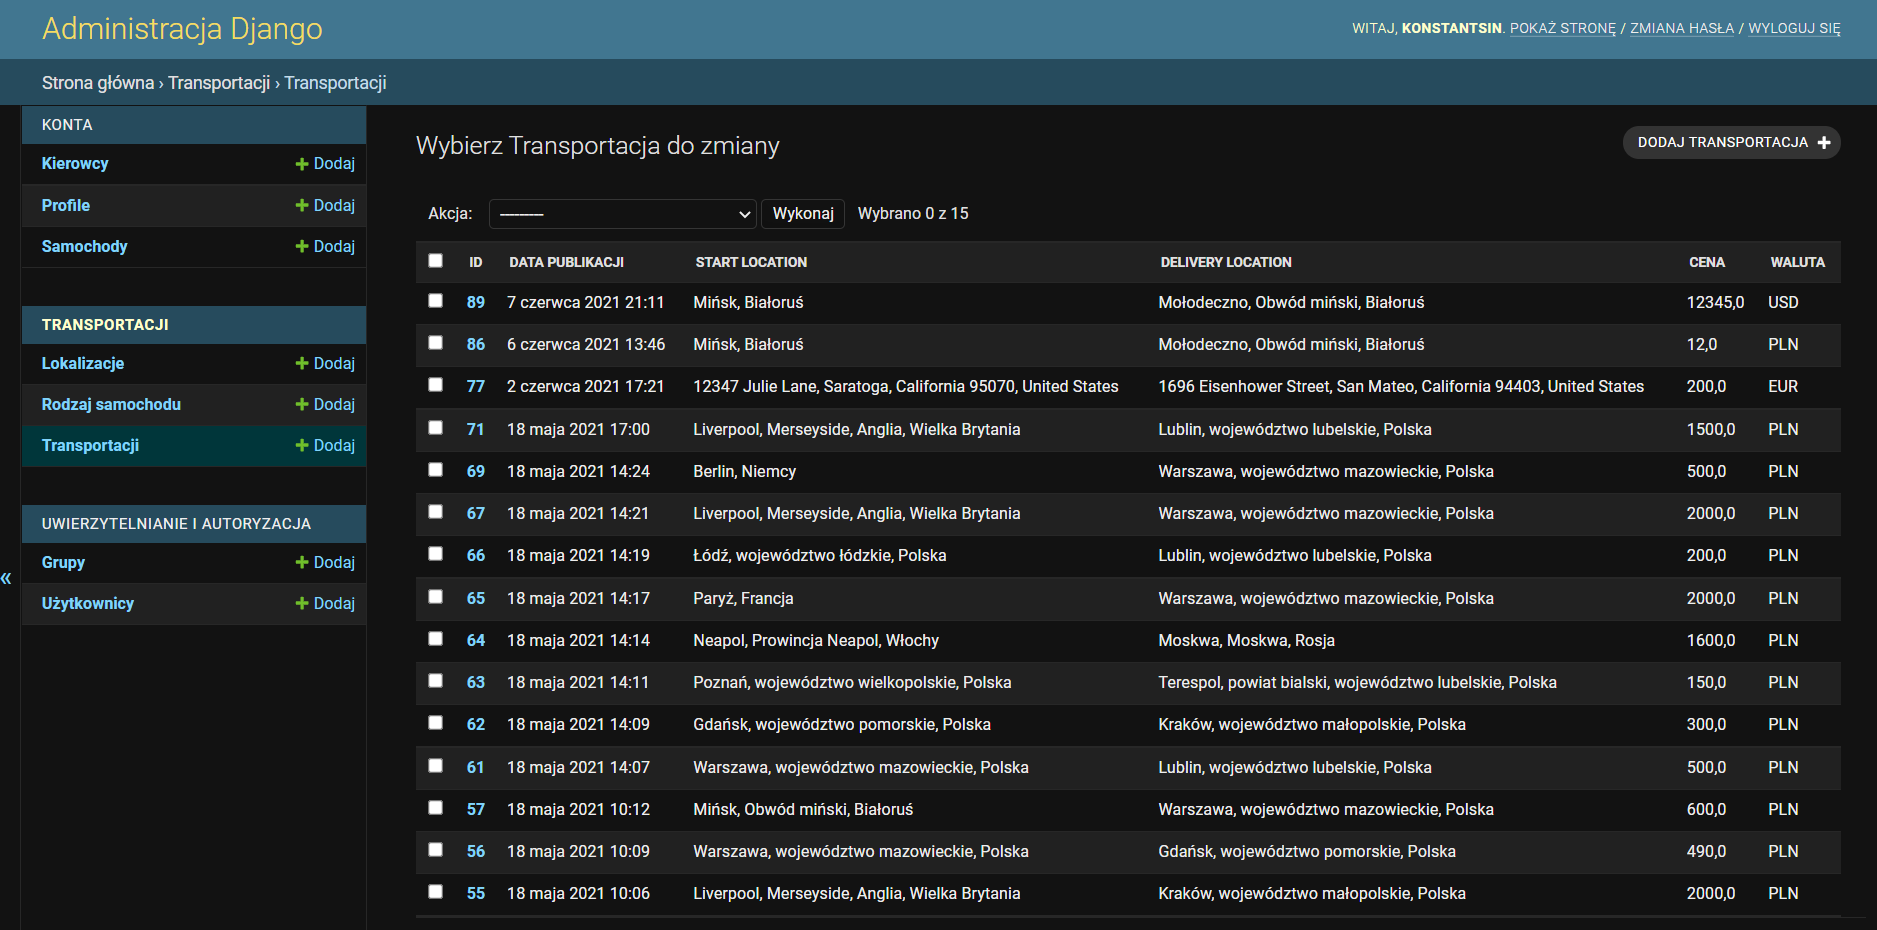 Administracja Django
WITAJ, KONSTANTSIN. POKAŻ STRONĘ / ZMIANA HASŁA / WYLOGUJ SIĘ
Strona główna › Transportacji › Transportacji
KONTA
Kierowcy Dodaj
Profile Dodaj
Samochody Dodaj
TRANSPORTACJI
Lokalizacje Dodaj
Rodzaj samochodu Dodaj
Transportacji Dodaj
UWIERZYTELNIANIE I AUTORYZACJA
Grupy Dodaj
Użytkownicy Dodaj
«
Wybierz Transportacja do zmiany
DODAJ TRANSPORTACJA
Akcja: --------- Wykonaj Wybrano 0 z 15
ID DATA PUBLIKACJI START LOCATION DELIVERY LOCATION CENA WALUTA
89 7 czerwca 2021 21:11 Mińsk, Białoruś Mołodeczno, Obwód miński, Białoruś 12345,0 USD
86 6 czerwca 2021 13:46 Mińsk, Białoruś Mołodeczno, Obwód miński, Białoruś 12,0 PLN
77 2 czerwca 2021 17:21 12347 Julie Lane, Saratoga, California 95070, United States 1696 Eisenhower Street, San Mateo, California 94403, United States 200,0 EUR
71 18 maja 2021 17:00 Liverpool, Merseyside, Anglia, Wielka Brytania Lublin, województwo lubelskie, Polska 1500,0 PLN
69 18 maja 2021 14:24 Berlin, Niemcy Warszawa, województwo mazowieckie, Polska 500,0 PLN
67 18 maja 2021 14:21 Liverpool, Merseyside, Anglia, Wielka Brytania Warszawa, województwo mazowieckie, Polska 2000,0 PLN
66 18 maja 2021 14:19 Łódź, województwo łódzkie, Polska Lublin, województwo lubelskie, Polska 200,0 PLN
65 18 maja 2021 14:17 Paryż, Francja Warszawa, województwo mazowieckie, Polska 2000,0 PLN
64 18 maja 2021 14:14 Neapol, Prowincja Neapol, Włochy Moskwa, Moskwa, Rosja 1600,0 PLN
63 18 maja 2021 14:11 Poznań, województwo wielkopolskie, Polska Terespol, powiat bialski, województwo lubelskie, Polska 150,0 PLN
62 18 maja 2021 14:09 Gdańsk, województwo pomorskie, Polska Kraków, województwo małopolskie, Polska 300,0 PLN
61 18 maja 2021 14:07 Warszawa, województwo mazowieckie, Polska Lublin, województwo lubelskie, Polska 500,0 PLN
57 18 maja 2021 10:12 Mińsk, Obwód miński, Białoruś Warszawa, województwo mazowieckie, Polska 600,0 PLN
56 18 maja 2021 10:09 Warszawa, województwo mazowieckie, Polska Gdańsk, województwo pomorskie, Polska 490,0 PLN
55 18 maja 2021 10:06 Liverpool, Merseyside, Anglia, Wielka Brytania Kraków, województwo małopolskie, Polska 2000,0 PLN